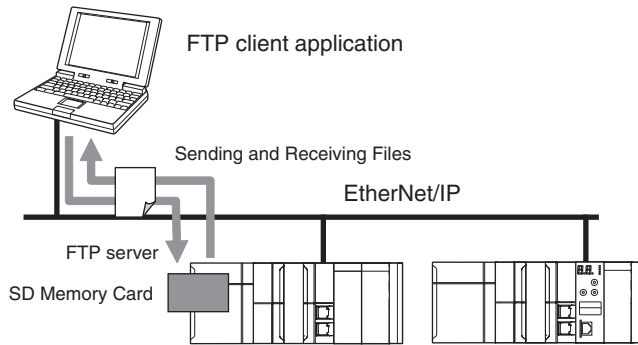 FTP client application
Sending and Receiving Files
EtherNet/IP
FTP server
SD Memory Card